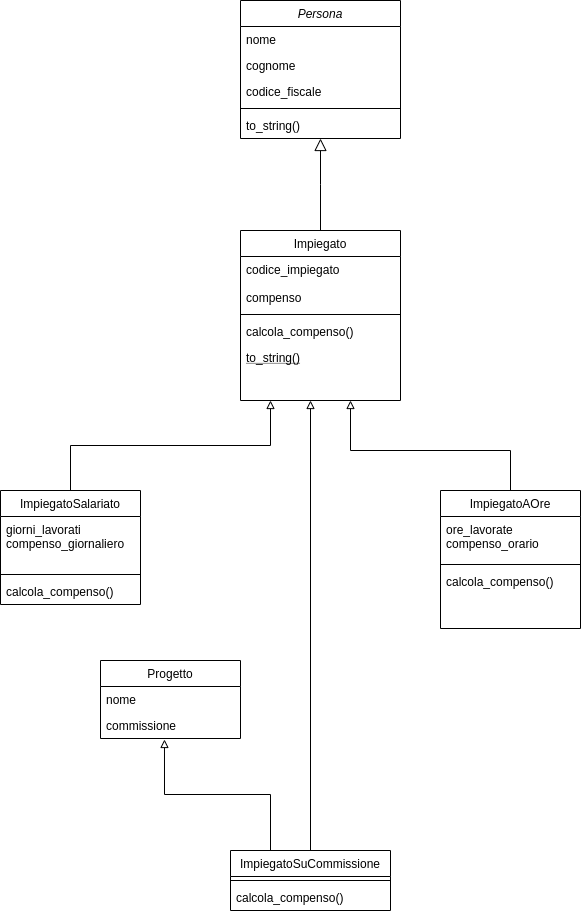 Persona
nome
cognome
codice_fiscale
to_string()
Impiegato
codice_impiegato
compenso
calcola_compenso()
to_string()
ImpiegatoSalariato
giorni_lavorati
compenso_giornaliero
calcola_compenso()
ImpiegatoAOre
ore_lavorate
compenso_orario
calcola_compenso()
Progetto
nome
commissione
ImpiegatoSuCommissione
calcola_compenso()